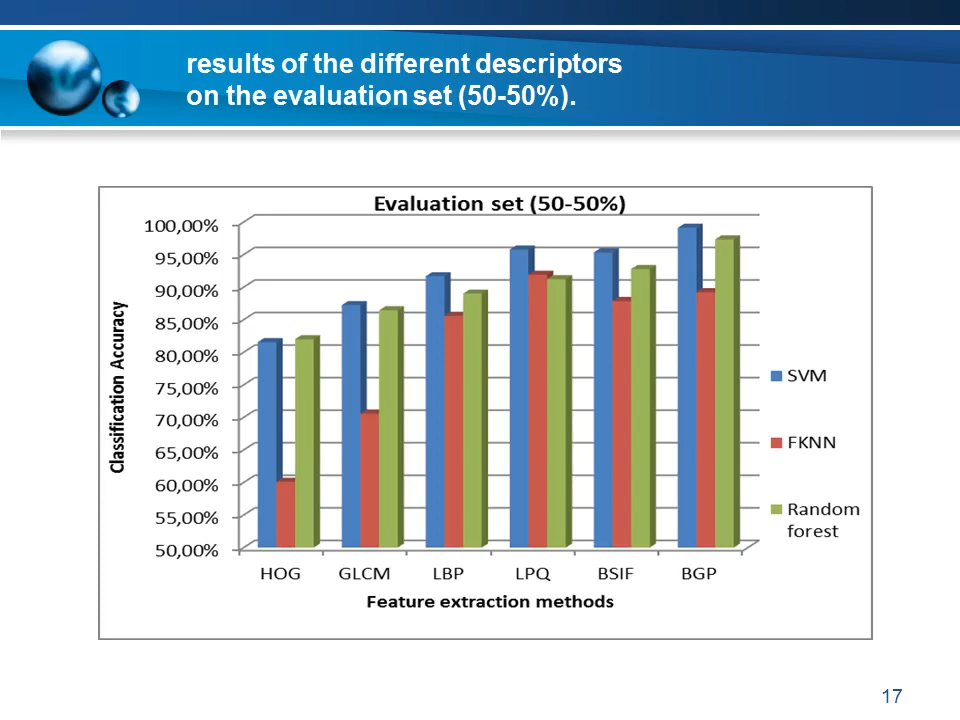 results of the different descriptors
on the evaluation set (50-50%).
Evaluation set (50-50%)
100,00%
95,00%
90,00%
85,00%
80,00%
75,00%
70,00%
65,00%
60,00%
55,00%
50,00%
Classification Accuracy
HOG GLCM LBP LPQ BSIF BGP
Feature extraction methods
SVM
FKNN
Random
forest
17